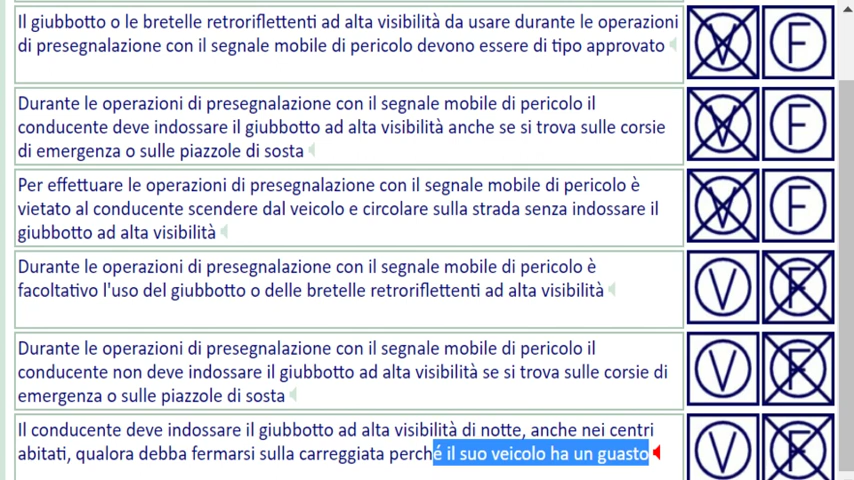 Il giubbotto o le bretelle retroriflettenti ad alta visibilità da usare durante le operazioni
di presegnalazione con il segnale mobile di pericolo devono essere di tipo approvato
V F
Durante le operazioni di presegnalazione con il segnale mobile di pericolo il
conducente deve indossare il giubbotto ad alta visibilità anche se si trova sulle corsie
di emergenza o sulle piazzole di sosta
V F
Per effettuare le operazioni di presegnalazione con il segnale mobile di pericolo è
vietato al conducente scendere dal veicolo e circolare sulla strada senza indossare il
giubbotto ad alta visibilità
V F
Durante le operazioni di presegnalazione con il segnale mobile di pericolo è
facoltativo l'uso del giubbotto o delle bretelle retroriflettenti ad alta visibilità
V F
Durante le operazioni di presegnalazione con il segnale mobile di pericolo il
conducente non deve indossare il giubbotto ad alta visibilità se si trova sulle corsie di
emergenza o sulle piazzole di sosta
V F
Il conducente deve indossare il giubbotto ad alta visibilità di notte, anche nei centri
abitati, qualora debba fermarsi sulla carreggiata perché il suo veicolo ha un guasto
V F